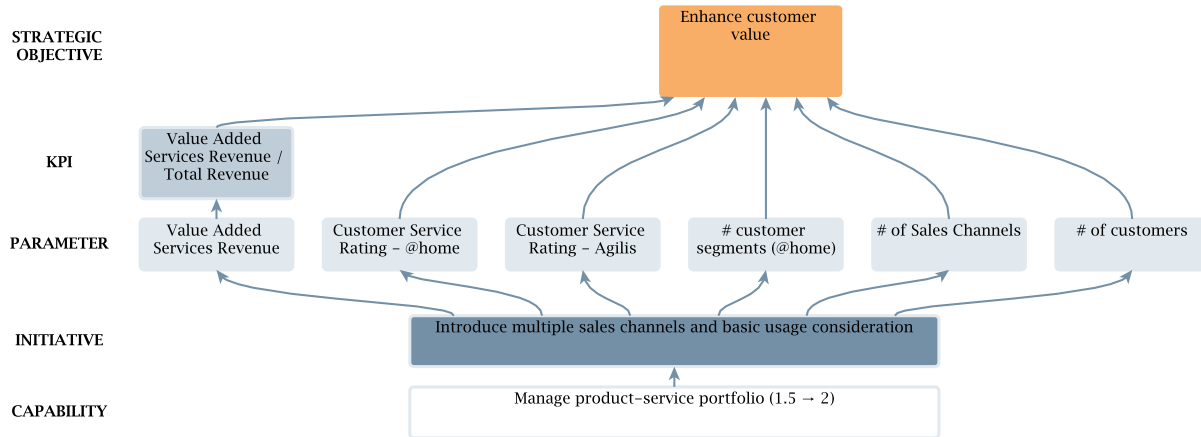 STRATEGIC
OBJECTIVE
Enhance customer
value
KPI
Value Added
Services Revenue /
Total Revenue
PARAMETER
Value Added
Services Revenue
Customer Service
Rating – @home
Customer Service
Rating – Agilis
# customer
segments (@home)
# of Sales Channels
# of customers
INITIATIVE
Introduce multiple sales channels and basic usage consideration
CAPABILITY
Manage product–service portfolio (1.5 → 2)